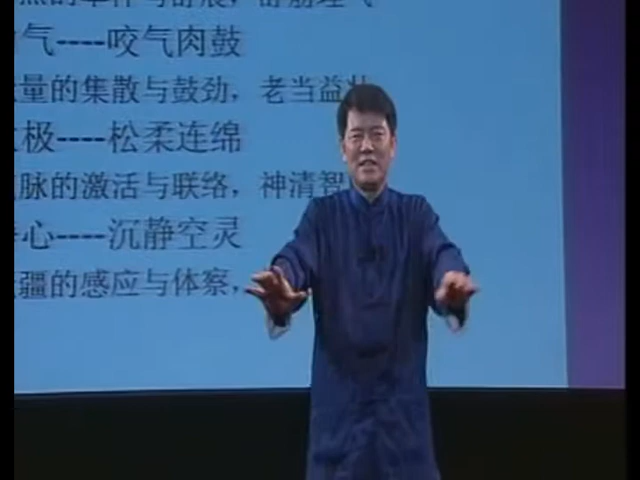 气----咬气肉鼓
量的集散与鼓劲，老当益壮
极----松柔连绵
脉的激活与联络，神清智
心----沉静空灵
疆的感应与体察，